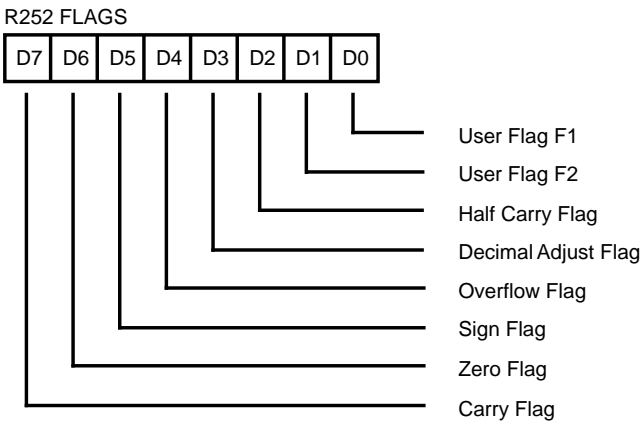 R252 FLAGS
D7 D6 D5 D4 D3 D2 D1 D0
User Flag F1
User Flag F2
Half Carry Flag
Decimal Adjust Flag
Overflow Flag
Sign Flag
Zero Flag
Carry Flag